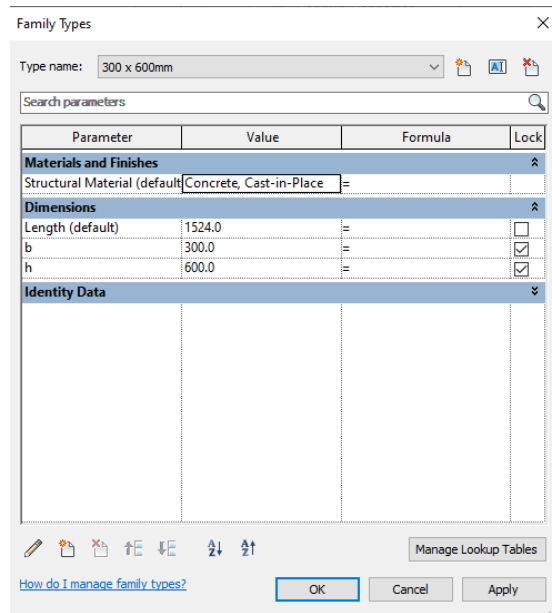 Family Types
Type name: 300 x 600mm
Search parameters
Parameter Value Formula Lock
Materials and Finishes
Structural Material (default Concrete, Cast-in-Place =
Dimensions
Length (default) 1524.0 =
b 300.0 =
h 600.0 =
Identity Data
Manage Lookup Tables
How do I manage family types?
OK Cancel Apply